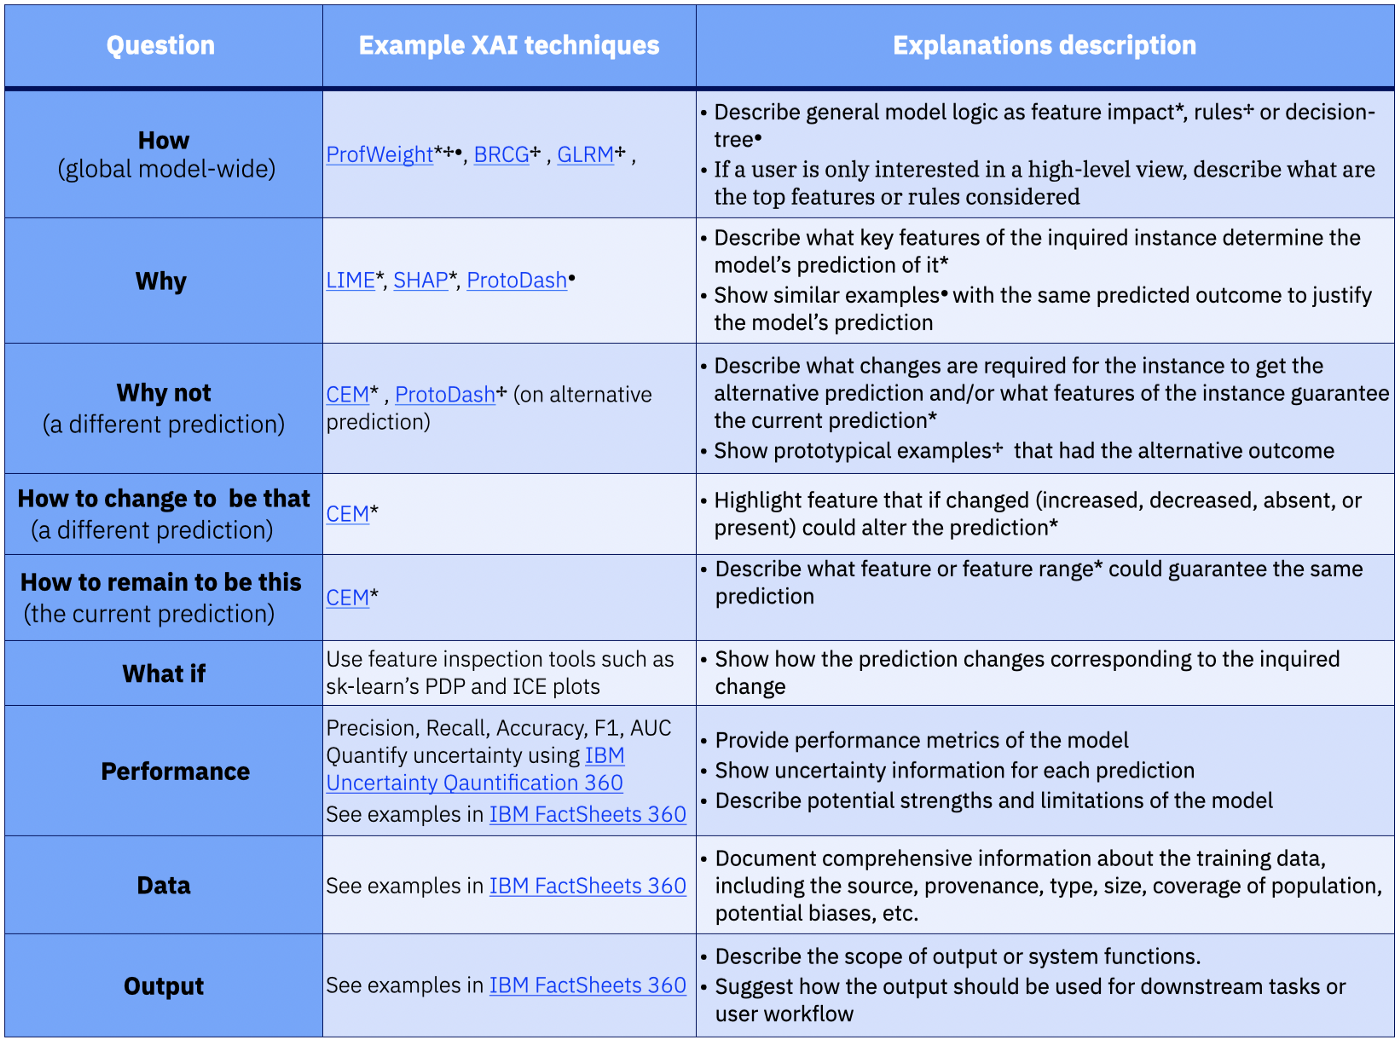 Question
Example XAI techniques
Explanations description
How
(global model-wide)
ProfWeight*÷•, BRCG÷ , GLRM÷ ,
• Describe general model logic as feature impact*, rules÷ or decision-
tree•
• If a user is only interested in a high-level view, describe what are
the top features or rules considered
Why
LIME*, SHAP*, ProtoDash•
• Describe what key features of the inquired instance determine the
model’s prediction of it*
• Show similar examples• with the same predicted outcome to justify
the model’s prediction
Why not
(a different prediction)
CEM* , ProtoDash÷ (on alternative
prediction)
• Describe what changes are required for the instance to get the
alternative prediction and/or what features of the instance guarantee
the current prediction*
• Show prototypical examples÷ that had the alternative outcome
How to change to be that
(a different prediction)
CEM*
• Highlight feature that if changed (increased, decreased, absent, or
present) could alter the prediction*
How to remain to be this
(the current prediction)
CEM*
• Describe what feature or feature range* could guarantee the same
prediction
What if
Use feature inspection tools such as
sk-learn’s PDP and ICE plots
• Show how the prediction changes corresponding to the inquired
change
Performance
Precision, Recall, Accuracy, F1, AUC
Quantify uncertainty using IBM
Uncertainty Qauntification 360
See examples in IBM FactSheets 360
• Provide performance metrics of the model
• Show uncertainty information for each prediction
• Describe potential strengths and limitations of the model
Data
See examples in IBM FactSheets 360
• Document comprehensive information about the training data,
including the source, provenance, type, size, coverage of population,
potential biases, etc.
Output
See examples in IBM FactSheets 360
• Describe the scope of output or system functions.
• Suggest how the output should be used for downstream tasks or
user workflow